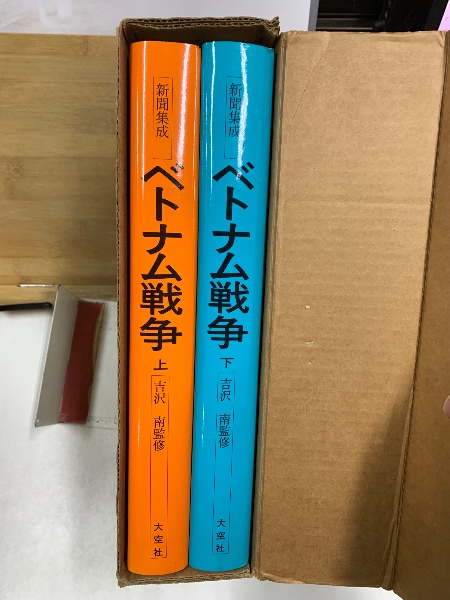 新聞集成
ベトナム戦争
上
吉沢 南監修
大空社
新聞集成
ベトナム戦争
下
吉沢 南監修
大空社